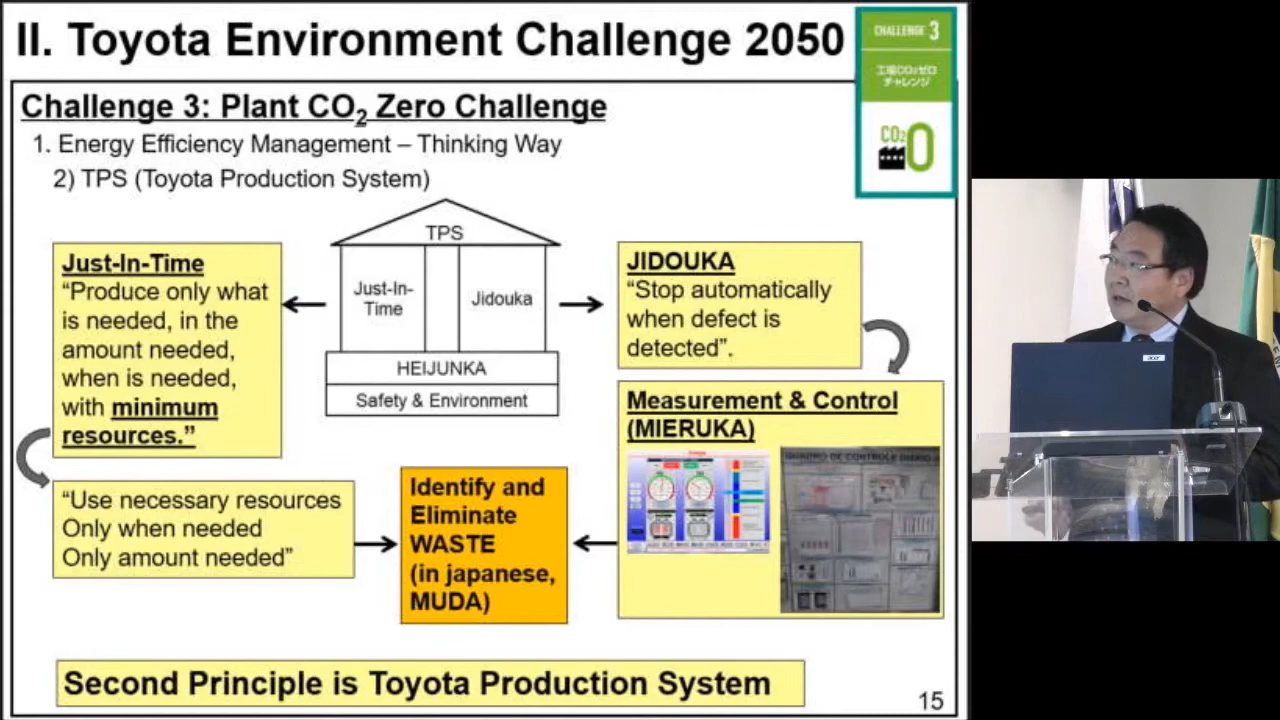 II. Toyota Environment Challenge 2050
CHALLENGE 3
工場CO₂ゼロ
チャレンジ
CO₂
0
Challenge 3: Plant CO₂ Zero Challenge
1. Energy Efficiency Management – Thinking Way
2) TPS (Toyota Production System)
TPS
Just-In-
Time
Jidouka
HEIJUNKA
Safety & Environment
Just-In-Time
“Produce only what
is needed, in the
amount needed,
when is needed,
with minimum
resources.”
“Use necessary resources
Only when needed
Only amount needed”
Identify and
Eliminate
WASTE
(in japanese,
MUDA)
JIDOUKA
“Stop automatically
when defect is
detected”.
Measurement & Control
(MIERUKA)
QUADRO DE CONTROLE DIÁRIO
Second Principle is Toyota Production System
15
acer